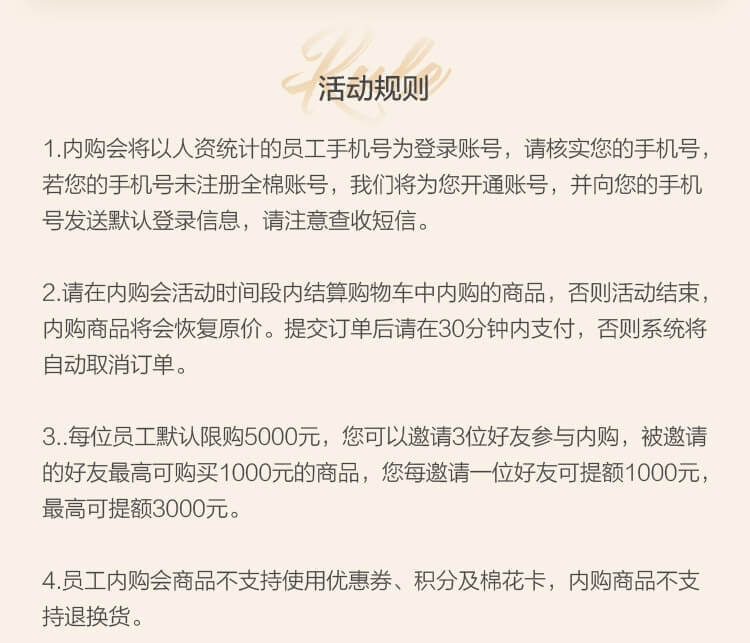 Rule
活动规则
1.内购会将以人资统计的员工手机号为登录账号，请核实您的手机号，
若您的手机号未注册全棉账号，我们将为您开通账号，并向您的手机
号发送默认登录信息，请注意查收短信。
2.请在内购会活动时间段内结算购物车中内购的商品，否则活动结束，
内购商品将会恢复原价。提交订单后请在30分钟内支付，否则系统将
自动取消订单。
3..每位员工默认限购5000元，您可以邀请3位好友参与内购，被邀请
的好友最高可购买1000元的商品，您每邀请一位好友可提额1000元，
最高可提额3000元。
4.员工内购会商品不支持使用优惠券、积分及棉花卡，内购商品不支
持退换货。